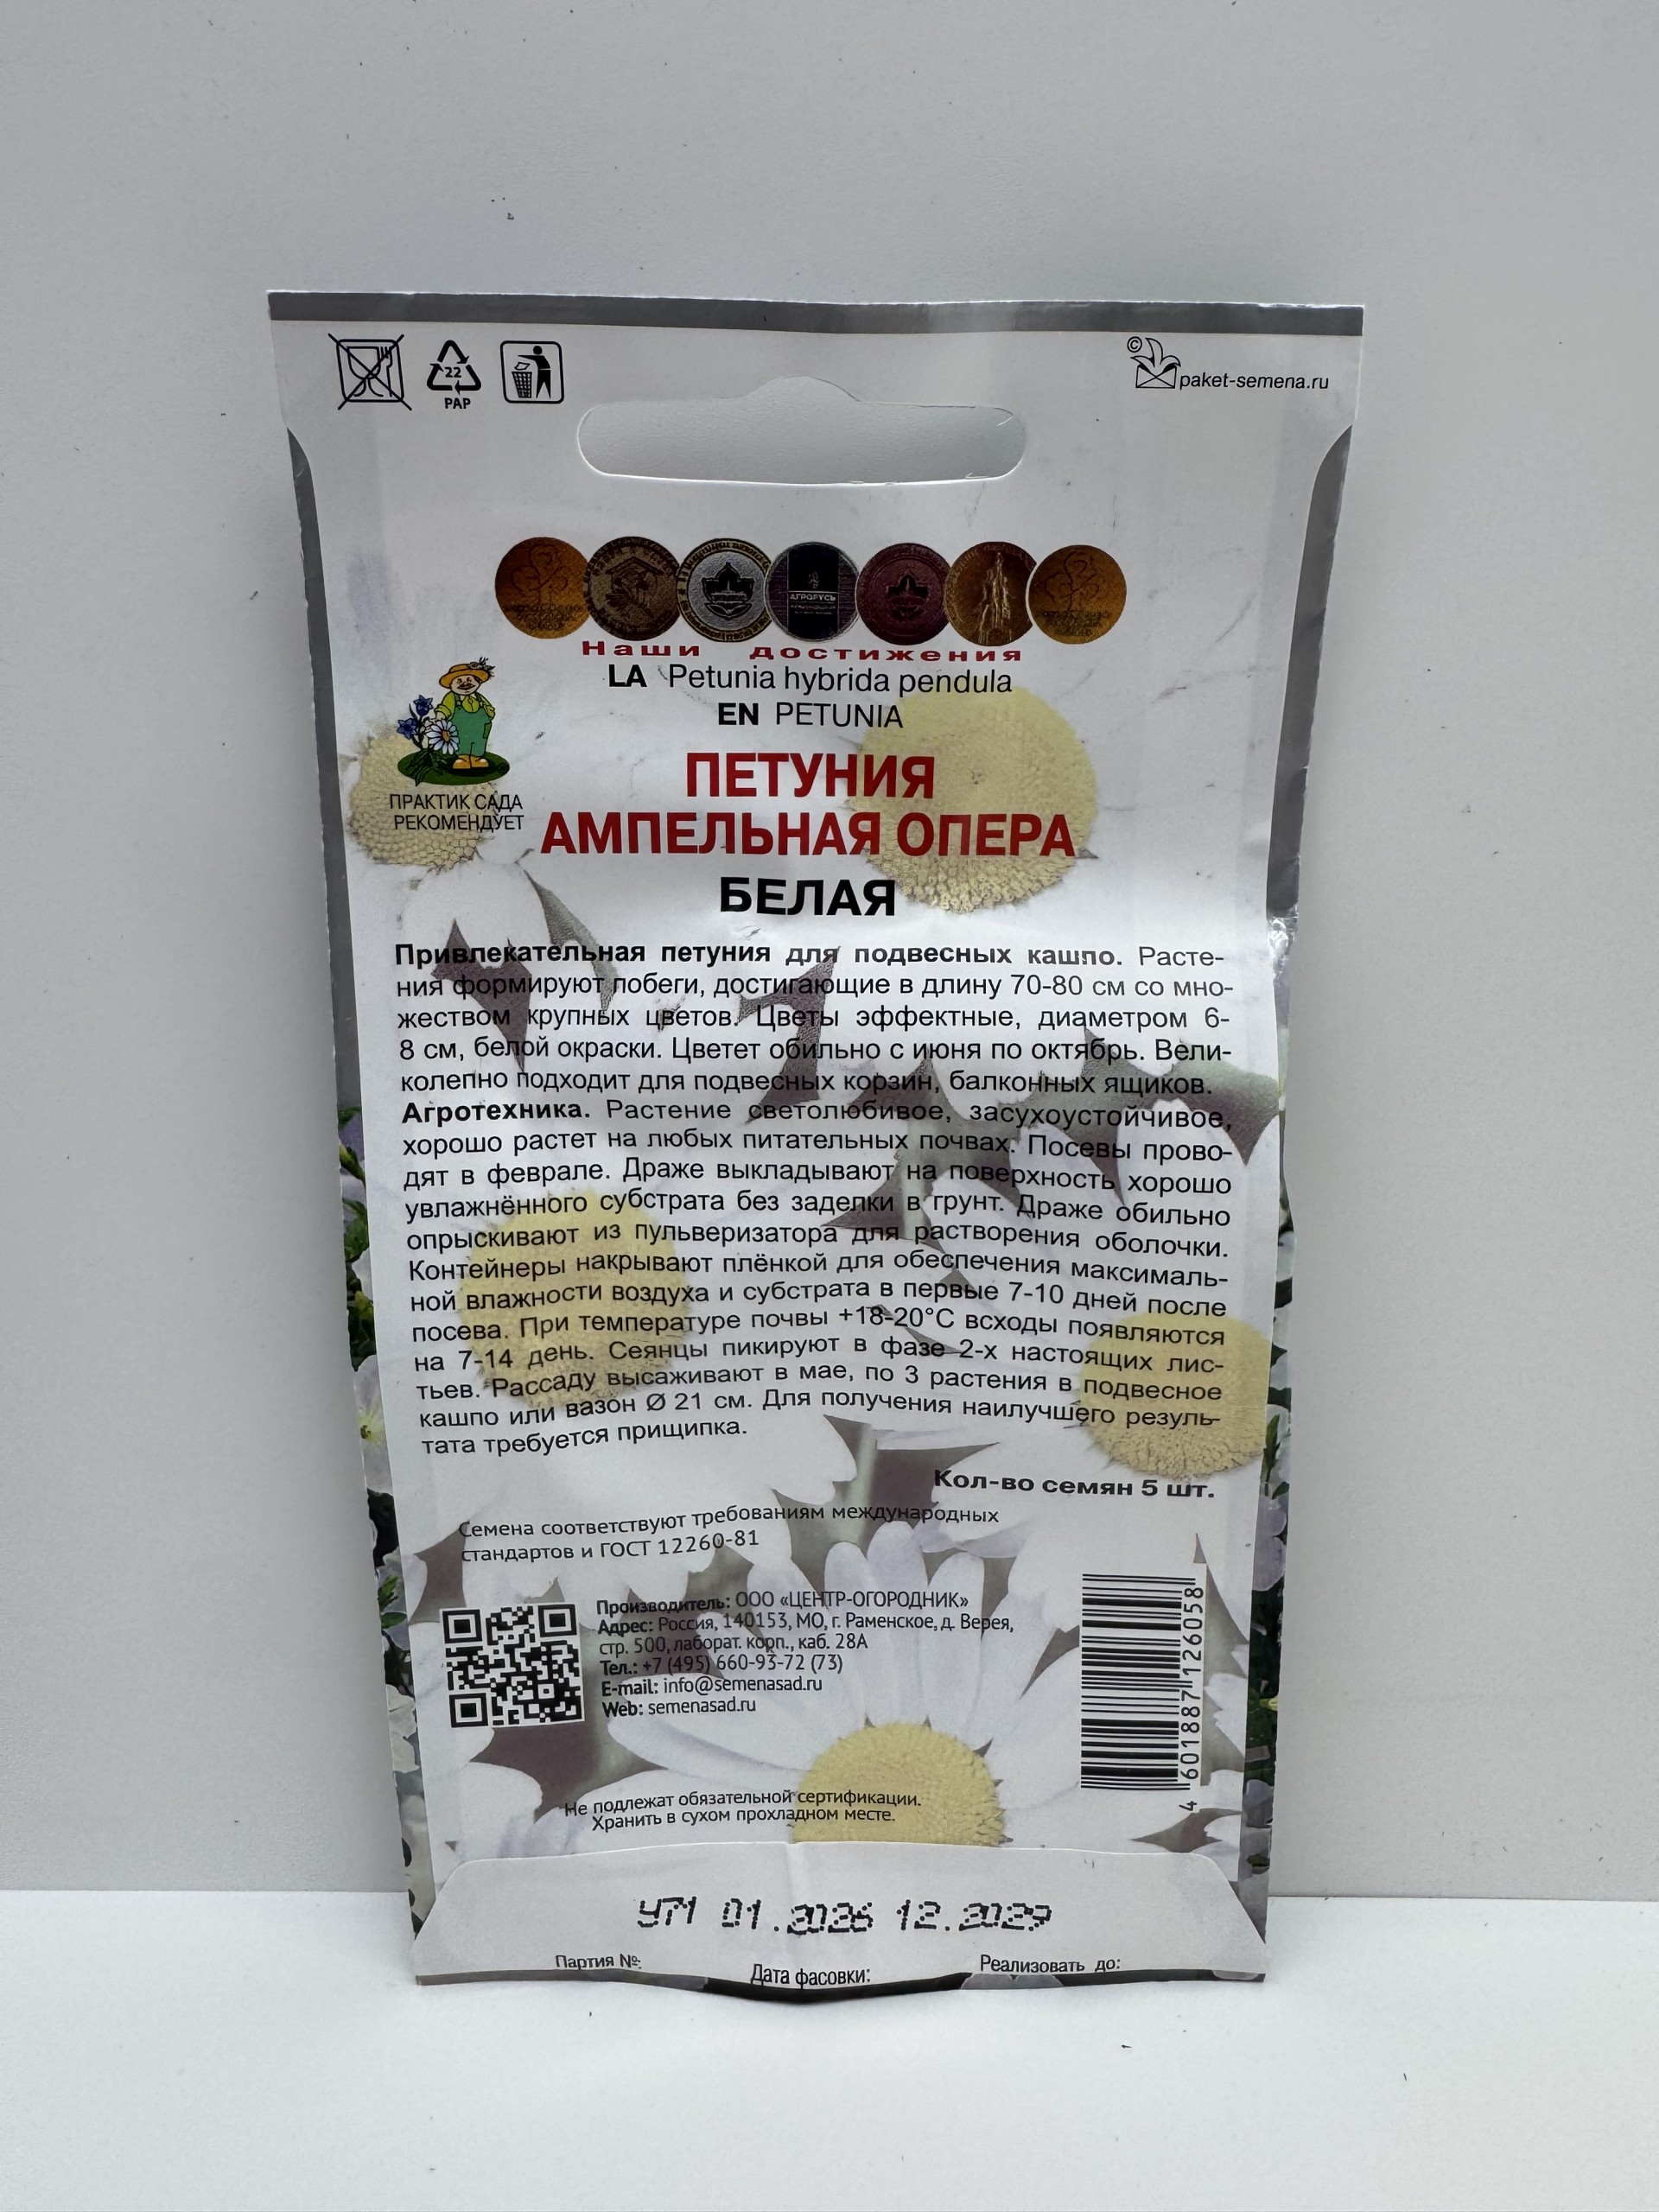 22
PAP
©
paket-semena.ru
АГРОРУСЬ
Наши достижения
LA Petunia hybrida pendula
EN PETUNIA
ПЕТУНИЯ
АМПЕЛЬНАЯ ОПЕРА
БЕЛАЯ
ПРАКТИК САДА
РЕКОМЕНДУЕТ
Привлекательная петуния для подвесных кашпо. Расте-
ния формируют побеги, достигающие в длину 70-80 см со мно-
жеством крупных цветов. Цветы эффектные, диаметром 6-
8 см, белой окраски. Цветет обильно с июня по октябрь. Вели-
колепно подходит для подвесных корзин, балконных ящиков.
Агротехника. Растение светолюбивое, засухоустойчивое,
хорошо растет на любых питательных почвах. Посевы прово-
дят в феврале. Драже выкладывают на поверхность хорошо
увлажнённого субстрата без заделки в грунт. Драже обильно
опрыскивают из пульверизатора для растворения оболочки.
Контейнеры накрывают плёнкой для обеспечения максималь-
ной влажности воздуха и субстрата в первые 7-10 дней после
посева. При температуре почвы +18-20°С всходы появляются
на 7-14 день. Сеянцы пикируют в фазе 2-х настоящих лис-
тьев. Рассаду высаживают в мае, по 3 растения в подвесное
кашпо или вазон Ø 21 см. Для получения наилучшего резуль-
тата требуется прищипка.
Кол-во семян 5 шт.
Семена соответствуют требованиям международных
стандартов и ГОСТ 12260-81
Производитель: ООО «ЦЕНТР-ОГОРОДНИК»
Адрес: Россия, 140153, МО, г. Раменское, д. Верея,
стр. 500, лаборат. корп., каб. 28А
Тел.: +7 (495) 660-93-72 (73)
E-mail: info@semenasad.ru
Web: semenasad.ru
4 601887 126058
Не подлежат обязательной сертификации.
Хранить в сухом прохладном месте.
У71 01.2026 12.2029
Партия №: Дата фасовки: Реализовать до: